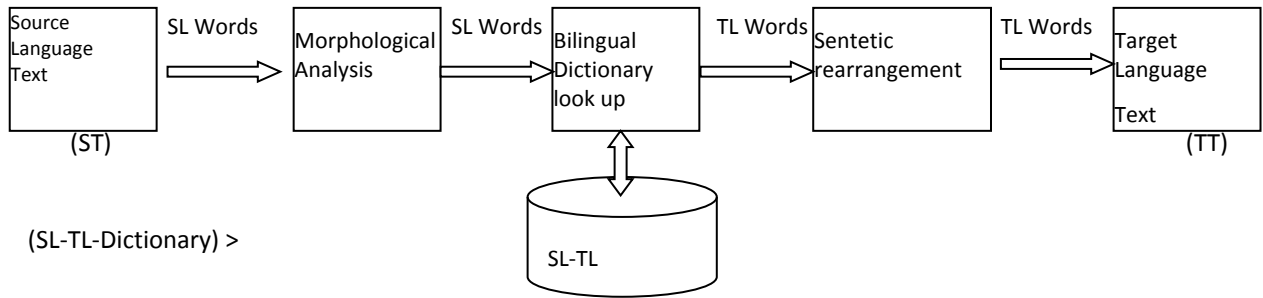 Source
Language
Text
(ST)
SL Words
Morphological
Analysis
SL Words
Bilingual
Dictionary
look up
TL Words
Sentetic
rearrangement
TL Words
Target
Language
Text
(TT)
(SL-TL-Dictionary) >
SL-TL